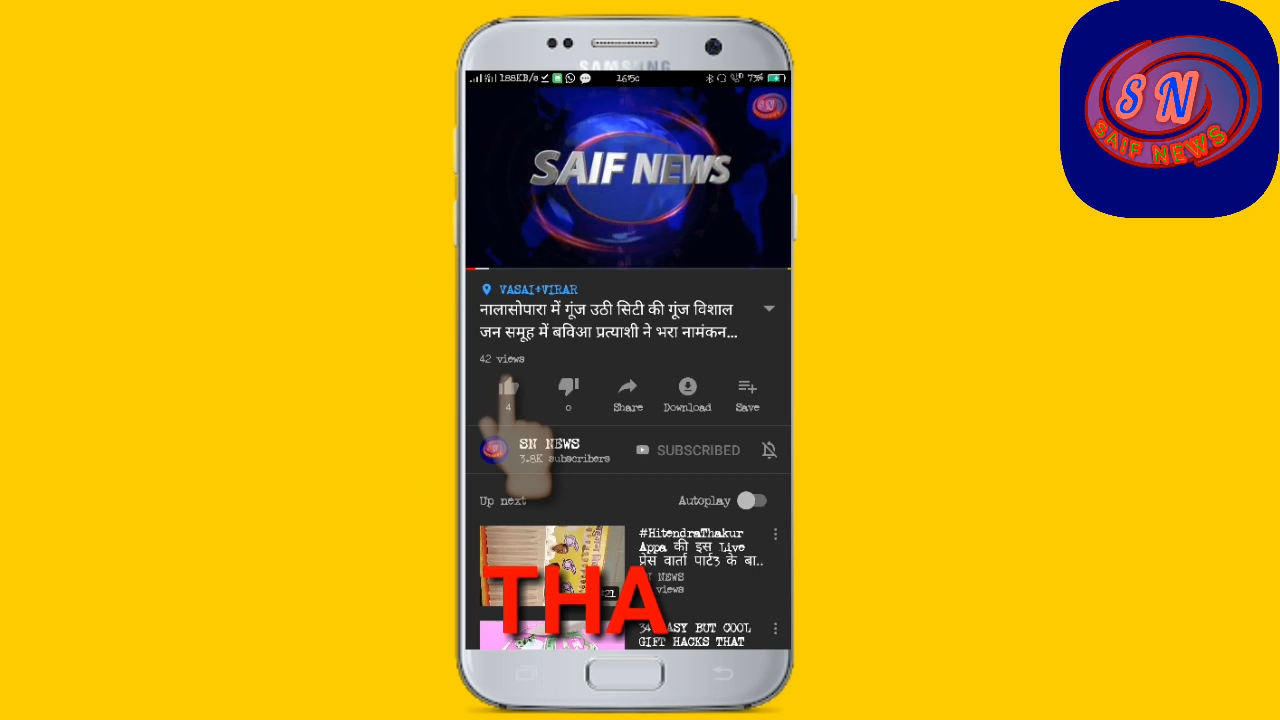 SAMSUNG
188KB/s
16:50
75%
SN
SAIF NEWS
SAIF NEWS
VASAI+VIRAR
नालासोपारा में गूंज उठी सिटी की गूंज विशाल
जन समूह में बविआ प्रत्याशी ने भरा नामंकन...
42 views
4
0
Share
Download
Save
SN NEWS
3.8K subscribers
SUBSCRIBED
Up next
Autoplay
#HitendraThakur
Appa की इस Live
प्रेस वार्ता पार्ट3 के बा..
SN NEWS
views
:21
THA
EASY BUT COOL
GIFT HACKS THAT